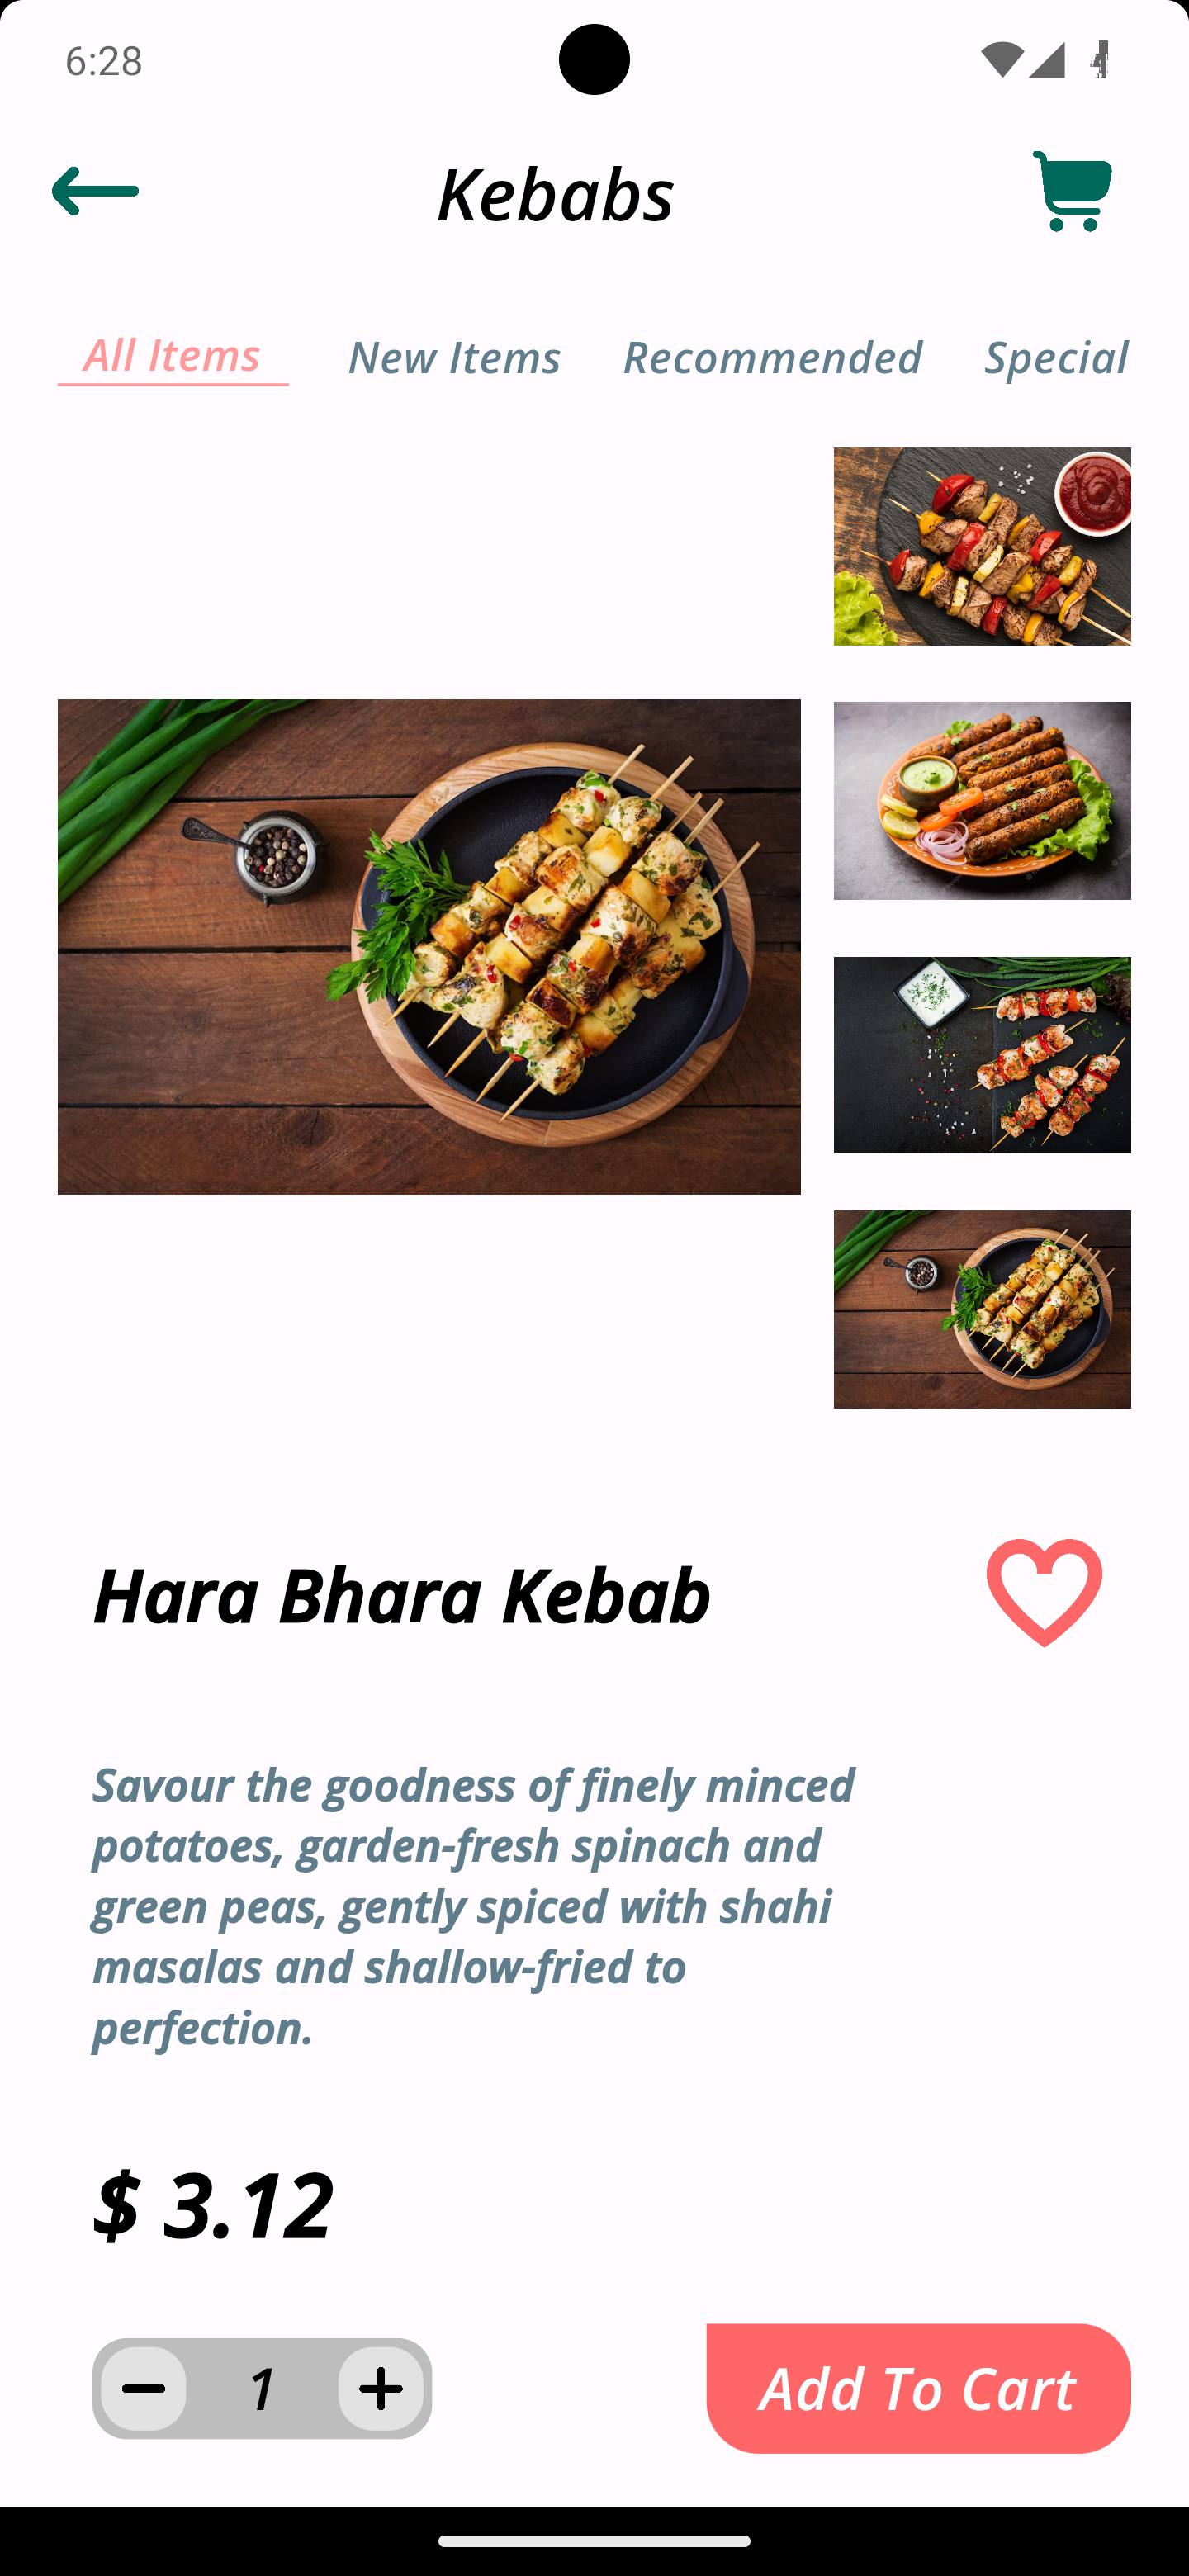 6:28
Kebabs
All Items
New Items
Recommended
Special
Hara Bhara Kebab
Savour the goodness of finely minced
potatoes, garden-fresh spinach and
green peas, gently spiced with shahi
masalas and shallow-fried to
perfection.
$ 3.12
1
Add To Cart